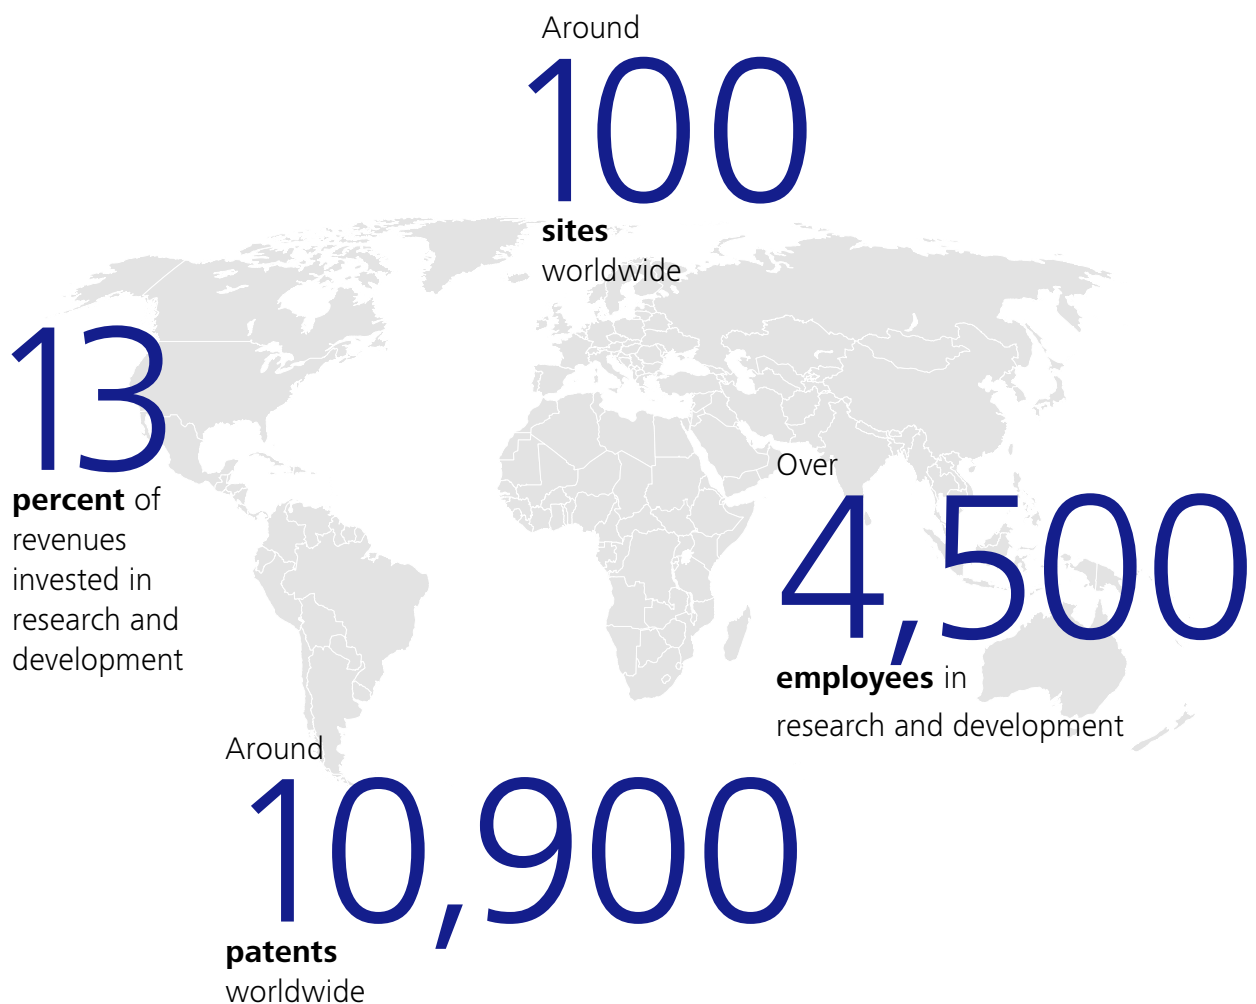 Around
100
sites
worldwide
13
percent of
revenues
invested in
research and
development
Over
4,500
employees in
research and development
Around
10,900
patents
worldwide